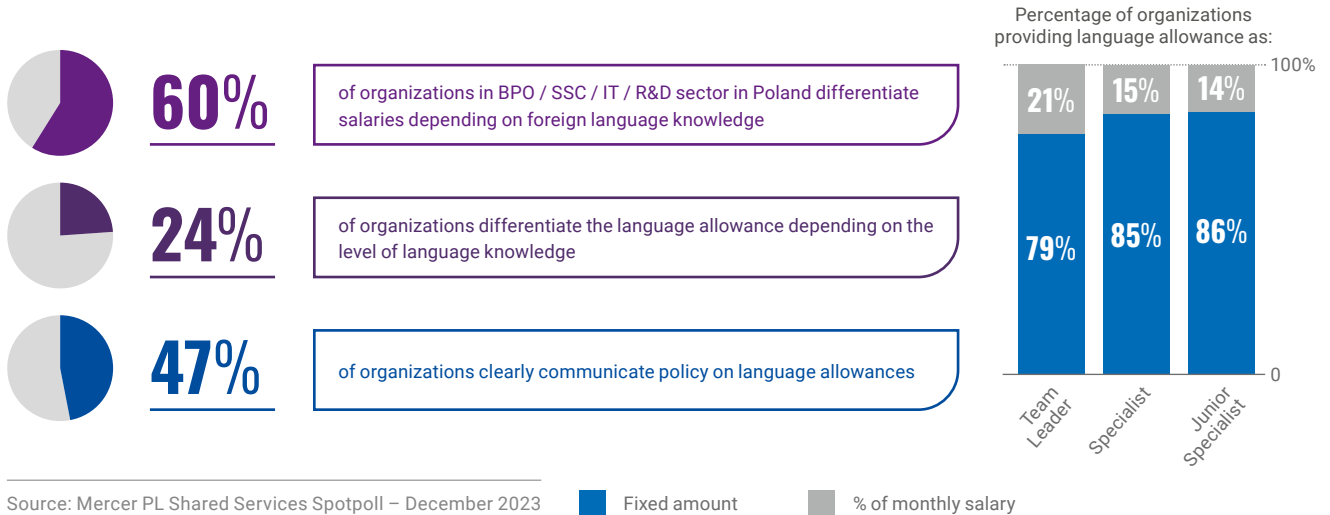 60%
of organizations in BPO / SSC / IT / R&D sector in Poland differentiate
salaries depending on foreign language knowledge
24%
of organizations differentiate the language allowance depending on the
level of language knowledge
47%
of organizations clearly communicate policy on language allowances
Percentage of organizations
providing language allowance as:
100%
21%
15%
14%
79%
85%
86%
0
Team
Leader
Specialist
Junior
Specialist
Source: Mercer PL Shared Services Spotpoll – December 2023
Fixed amount
% of monthly salary